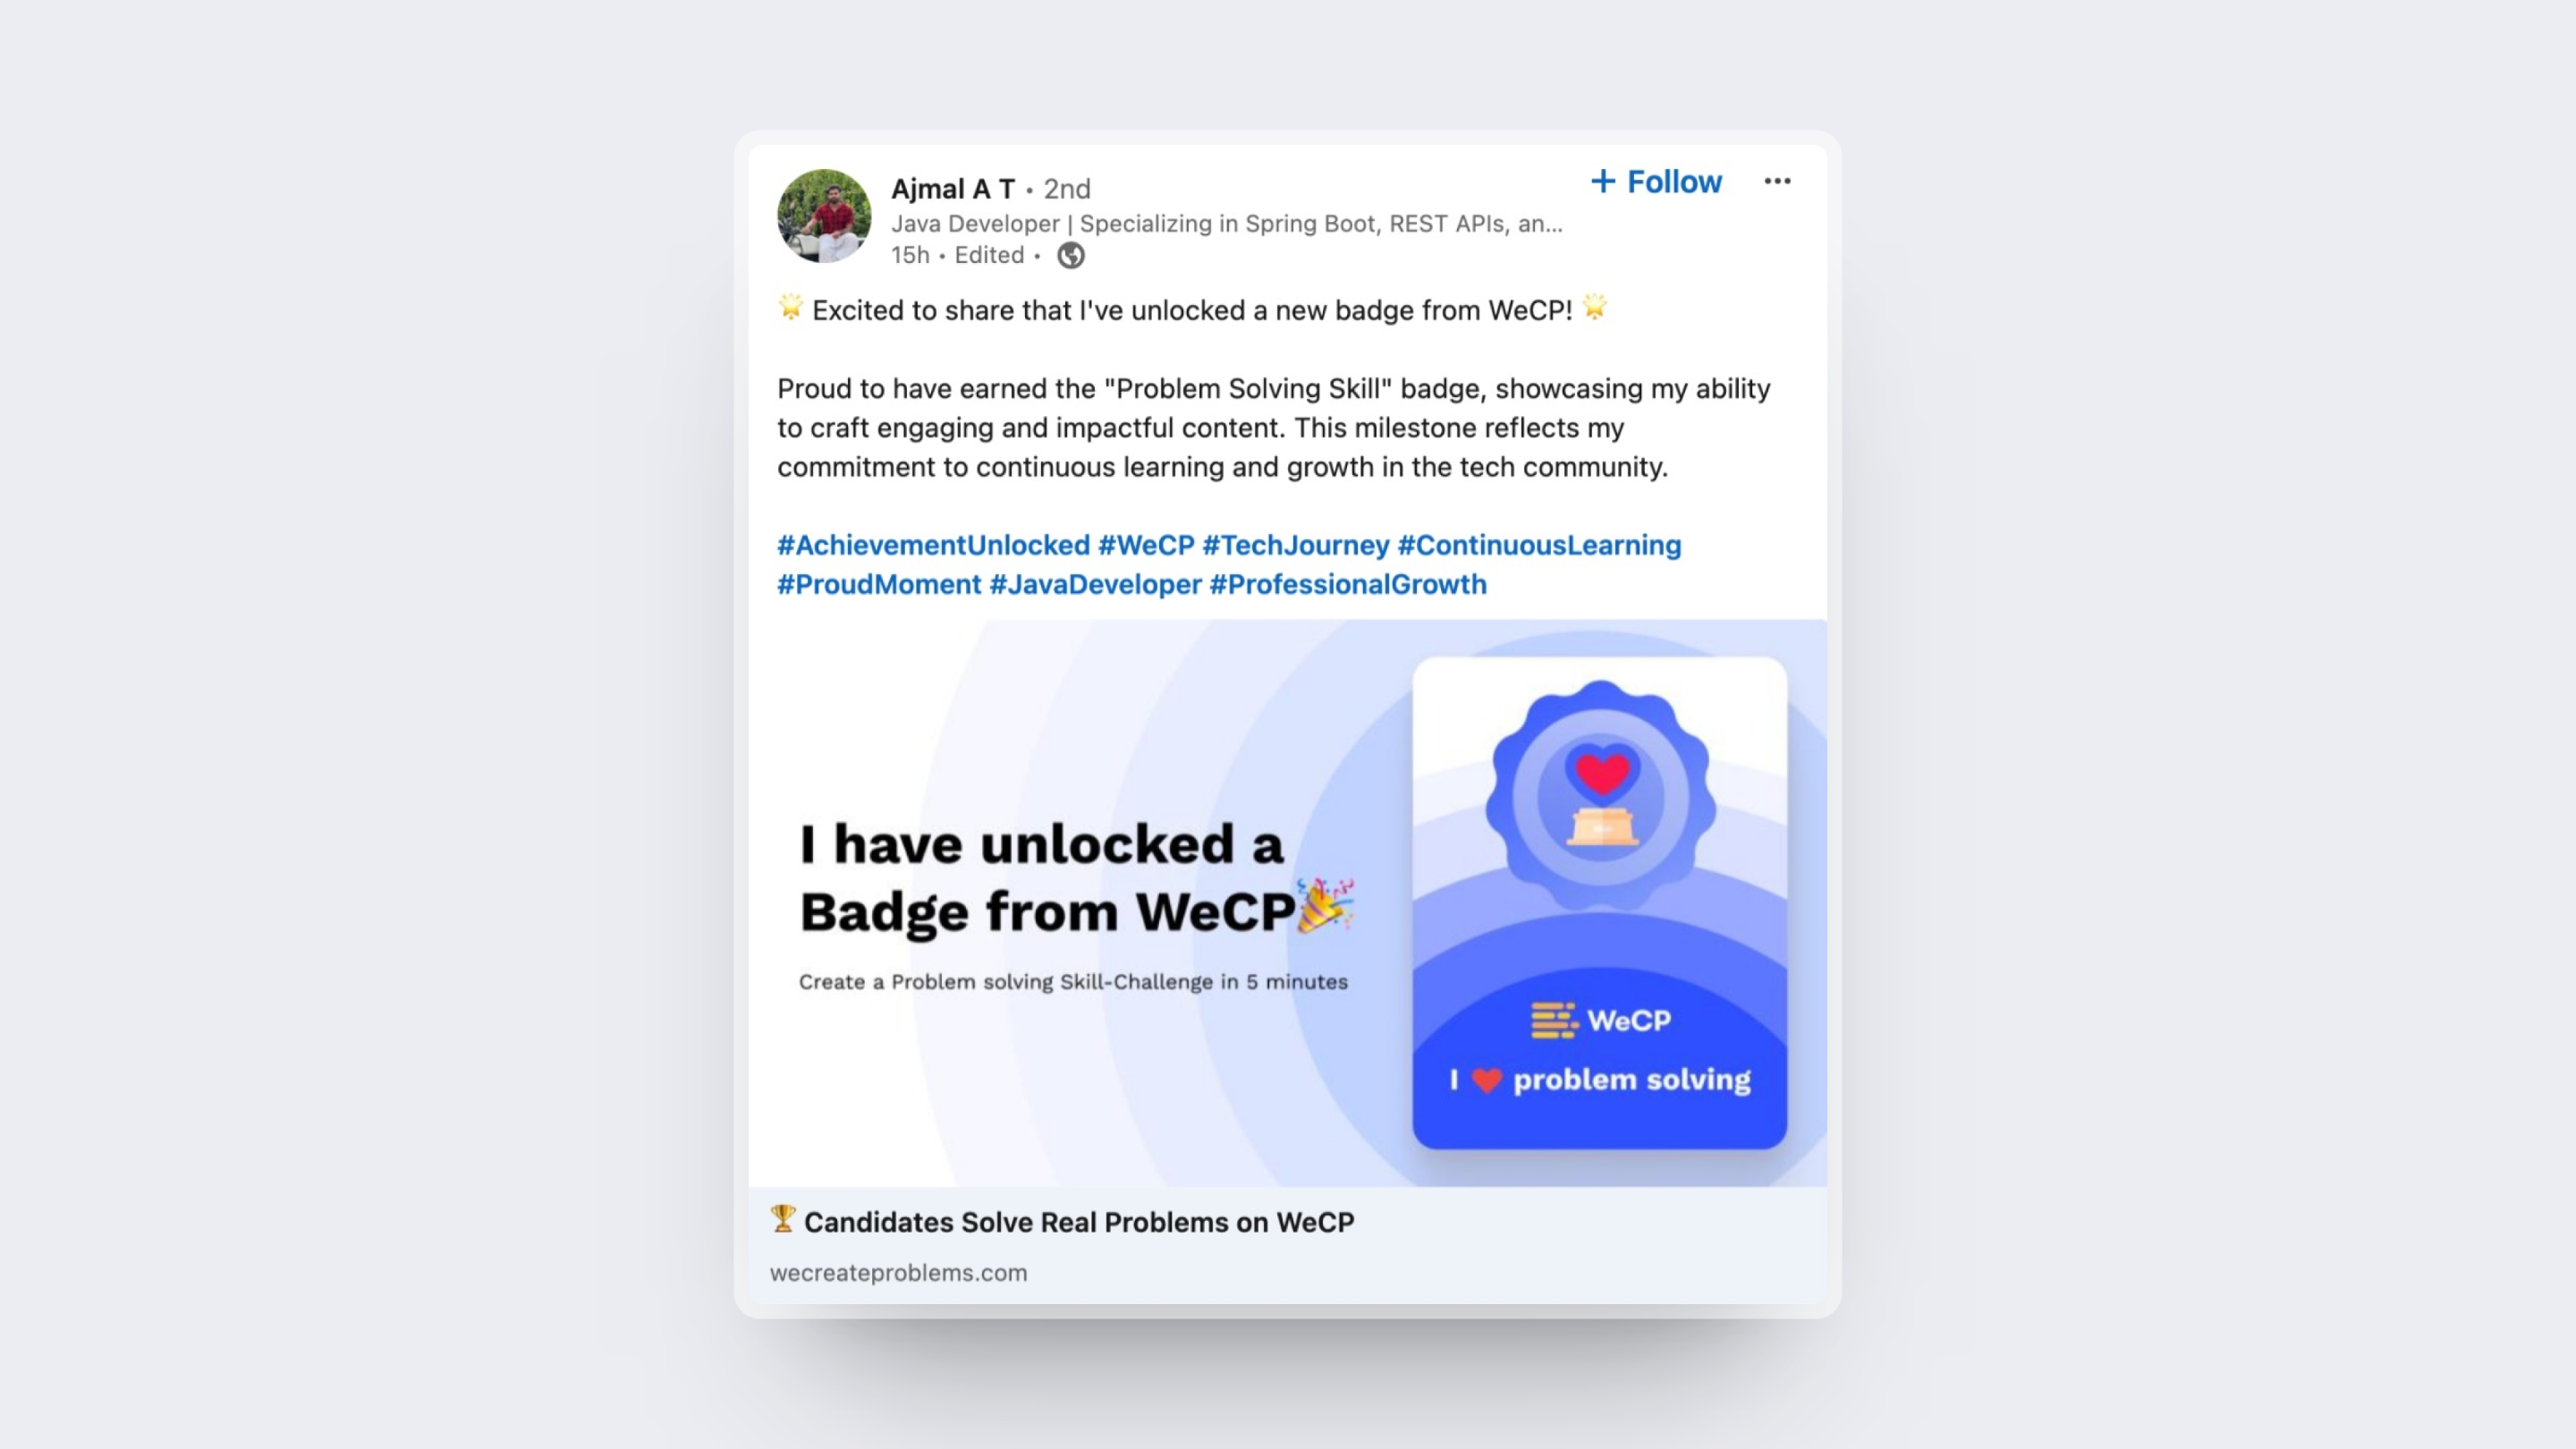 Ajmal A T • 2nd
+ Follow
Java Developer | Specializing in Spring Boot, REST APIs, an...
15h • Edited •
🌟 Excited to share that I've unlocked a new badge from WeCP! 🌟
Proud to have earned the "Problem Solving Skill" badge, showcasing my ability
to craft engaging and impactful content. This milestone reflects my
commitment to continuous learning and growth in the tech community.
#AchievementUnlocked #WeCP #TechJourney #ContinuousLearning
#ProudMoment #JavaDeveloper #ProfessionalGrowth
I have unlocked a
Badge from WeCP🎉
Create a Problem solving Skill-Challenge in 5 minutes
WeCP
I ❤️ problem solving
🏆 Candidates Solve Real Problems on WeCP
wecreateproblems.com